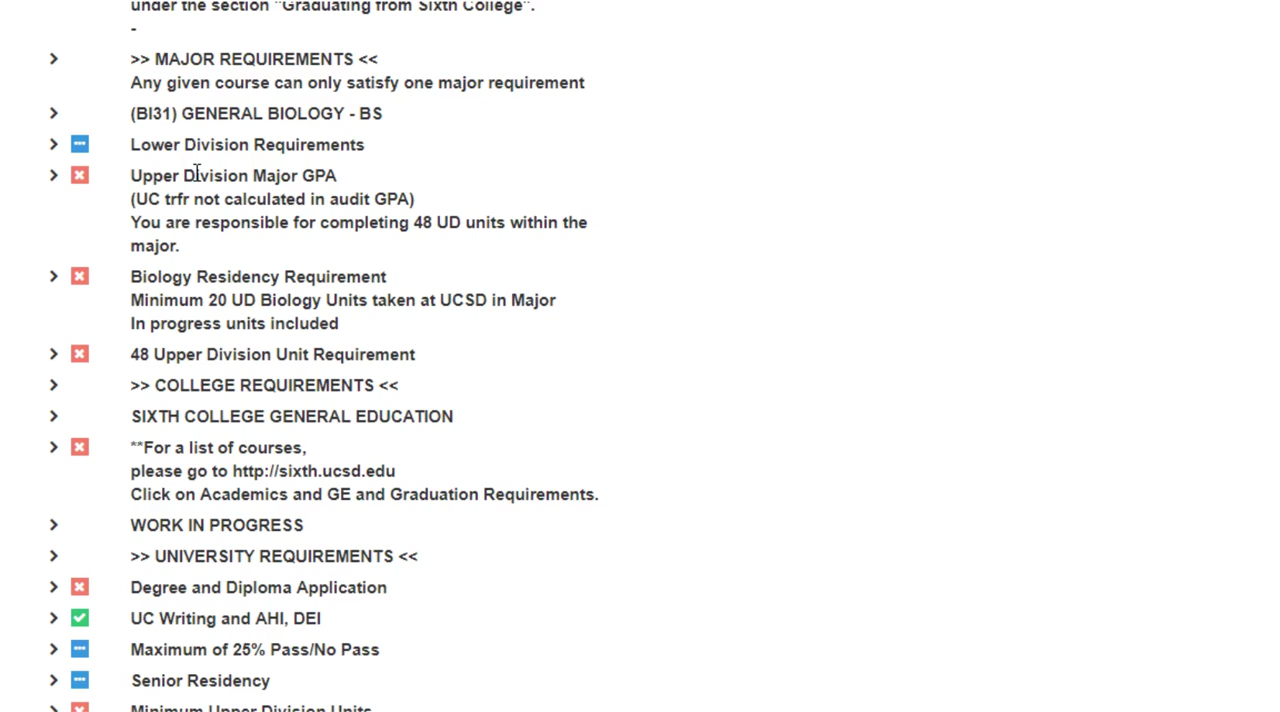 under the section "Graduating from Sixth College".
-
>> MAJOR REQUIREMENTS <<
Any given course can only satisfy one major requirement
(BI31) GENERAL BIOLOGY - BS
Lower Division Requirements
Upper Division Major GPA
(UC trfr not calculated in audit GPA)
You are responsible for completing 48 UD units within the
major.
Biology Residency Requirement
Minimum 20 UD Biology Units taken at UCSD in Major
In progress units included
48 Upper Division Unit Requirement
>> COLLEGE REQUIREMENTS <<
SIXTH COLLEGE GENERAL EDUCATION
**For a list of courses,
please go to http://sixth.ucsd.edu
Click on Academics and GE and Graduation Requirements.
WORK IN PROGRESS
>> UNIVERSITY REQUIREMENTS <<
Degree and Diploma Application
UC Writing and AHI, DEI
Maximum of 25% Pass/No Pass
Senior Residency
Minimum Upper Division Units